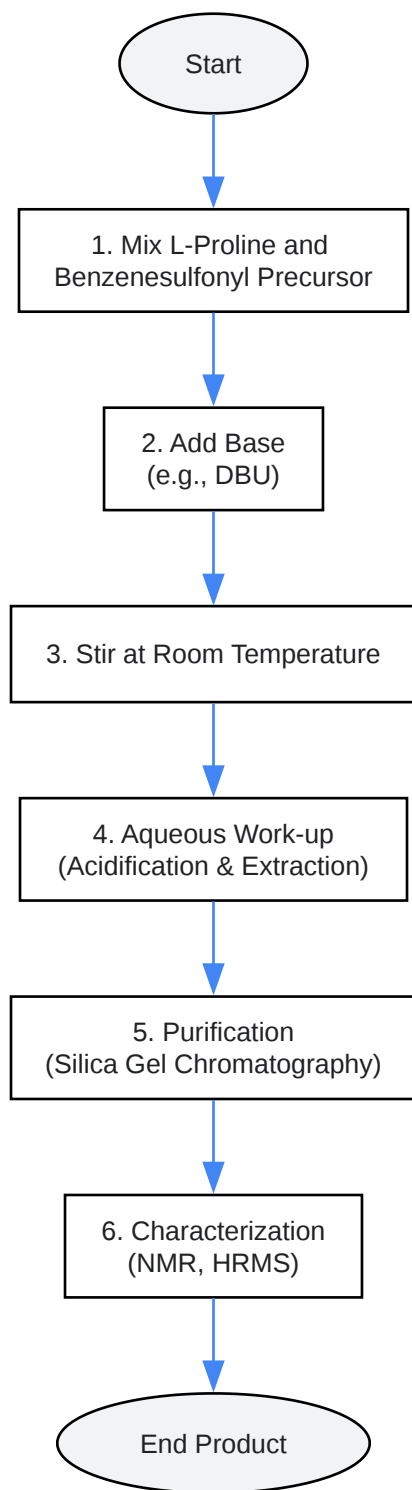 Start
1. Mix L-Proline and
Benzenesulfonyl Precursor
2. Add Base
(e.g., DBU)
3. Stir at Room Temperature
4. Aqueous Work-up
(Acidification & Extraction)
5. Purification
(Silica Gel Chromatography)
6. Characterization
(NMR, HRMS)
End Product